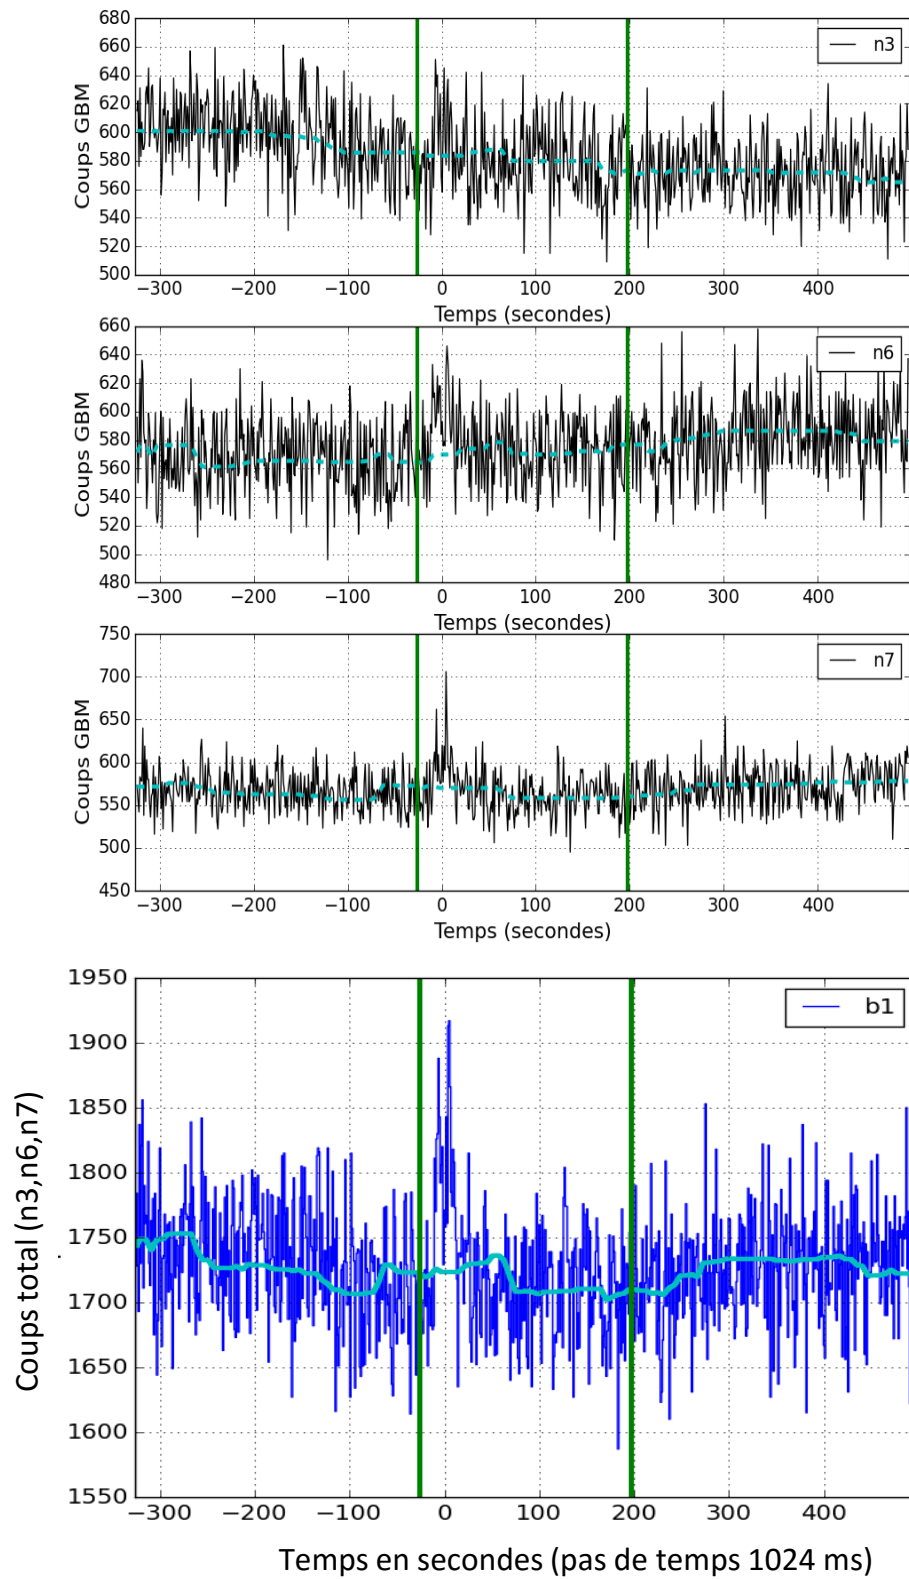 680
660
640
620
600
580
560
540
520
500
Coups GBM
n3
−300 −200 −100 0 100 200 300 400
Temps (secondes)
660
640
620
600
580
560
540
520
500
480
Coups GBM
n6
−300 −200 −100 0 100 200 300 400
Temps (secondes)
750
700
650
600
550
500
450
Coups GBM
n7
−300 −200 −100 0 100 200 300 400
Temps (secondes)
1950
1900
1850
1800
1750
1700
1650
1600
1550
Coups total (n3,n6,n7)
b1
−300 −200 −100 0 100 200 300 400
Temps en secondes (pas de temps 1024 ms)